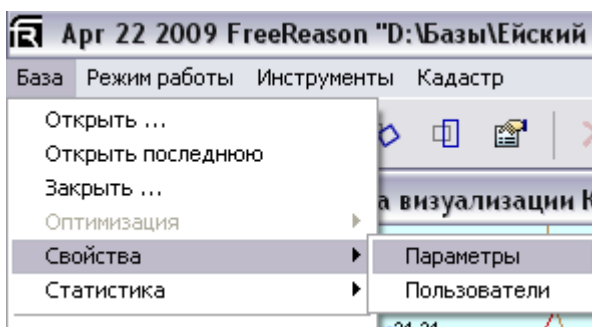 Apr 22 2009 FreeReason "D:\Базы\Ейский
База Режим работы Инструменты Кадастр
Открыть ...
Открыть последнюю
Закрыть ...
а визуализации К
Оптимизация
Свойства Параметры
Статистика Пользователи